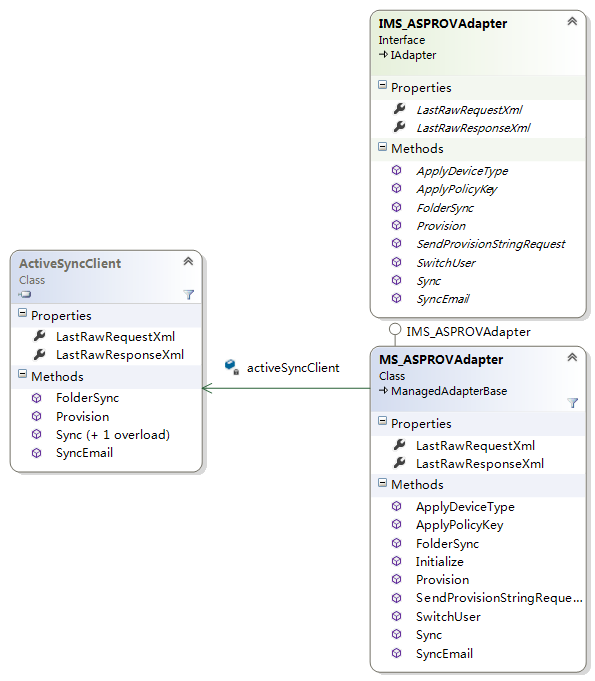 IMS_ASPROVAdapter
Interface
IAdapter
Properties
LastRawRequestXml
LastRawResponseXml
Methods
ApplyDeviceType
ApplyPolicyKey
FolderSync
Provision
SendProvisionStringRequest
SwitchUser
Sync
SyncEmail
ActiveSyncClient
Class
Properties
LastRawRequestXml
LastRawResponseXml
Methods
FolderSync
Provision
Sync (+ 1 overload)
SyncEmail
activeSyncClient
IMS_ASPROVAdapter
MS_ASPROVAdapter
Class
ManagedAdapterBase
Properties
LastRawRequestXml
LastRawResponseXml
Methods
ApplyDeviceType
ApplyPolicyKey
FolderSync
Initialize
Provision
SendProvisionStringReque...
SwitchUser
Sync
SyncEmail